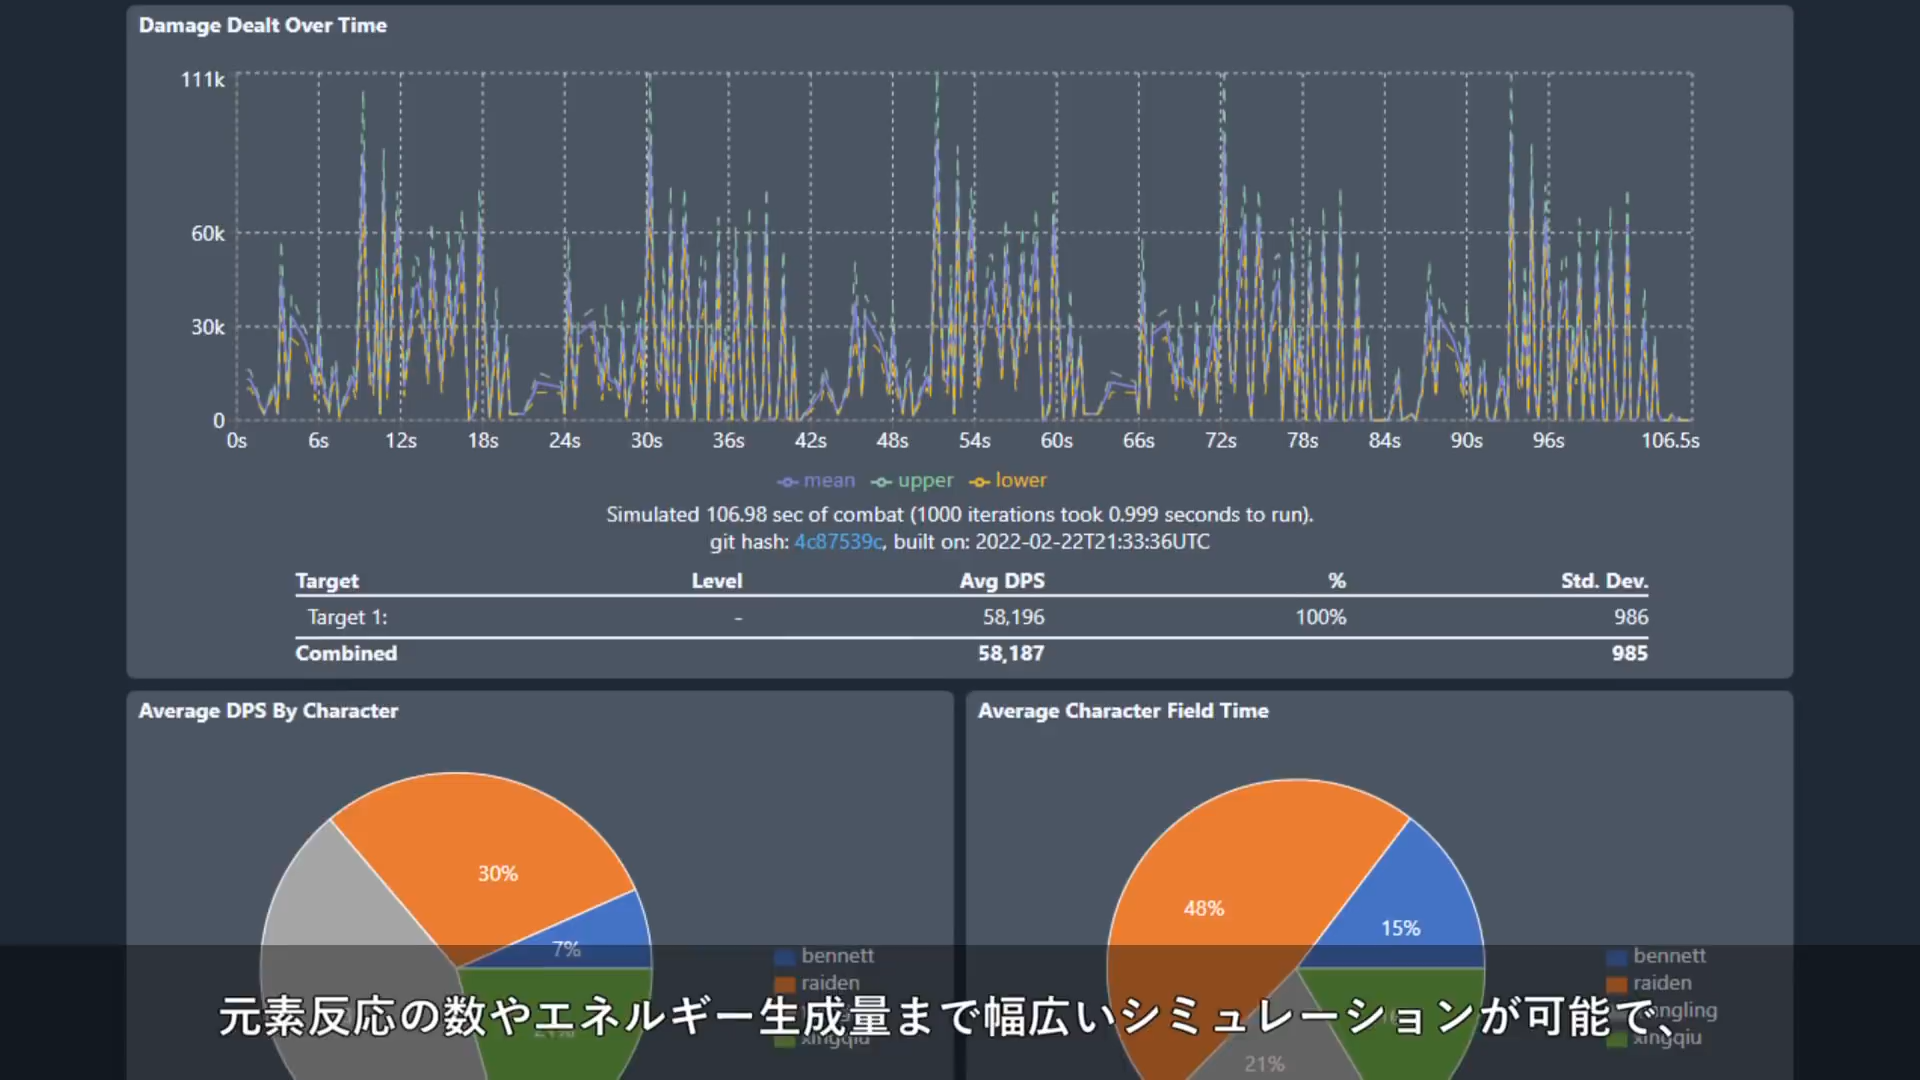 Damage Dealt Over Time
111k
60k
30k
0
0s 6s 12s 18s 24s 30s 36s 42s 48s 54s 60s 66s 72s 78s 84s 90s 96s 106.5s
mean upper lower
Simulated 106.98 sec of combat (1000 iterations took 0.999 seconds to run).
git hash: 4c87539c, built on: 2022-02-22T21:33:36UTC
Target Level Avg DPS % Std. Dev.
Target 1: - 58,196 100% 986
Combined 58,187 985
Average DPS By Character
30%
7%
bennett
raiden
xingqiu
Average Character Field Time
48%
15%
21%
bennett
raiden
xingqiu
元素反応の数やエネルギー生成量まで幅広いシミュレーションが可能で、